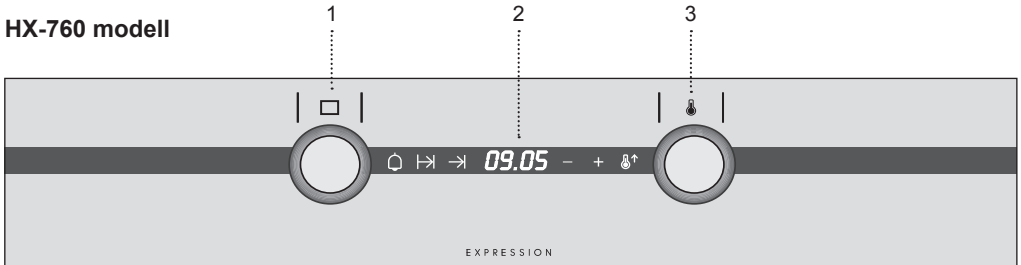 1 2 3
HX-760 modell
09.05 − +
EXPRESSION